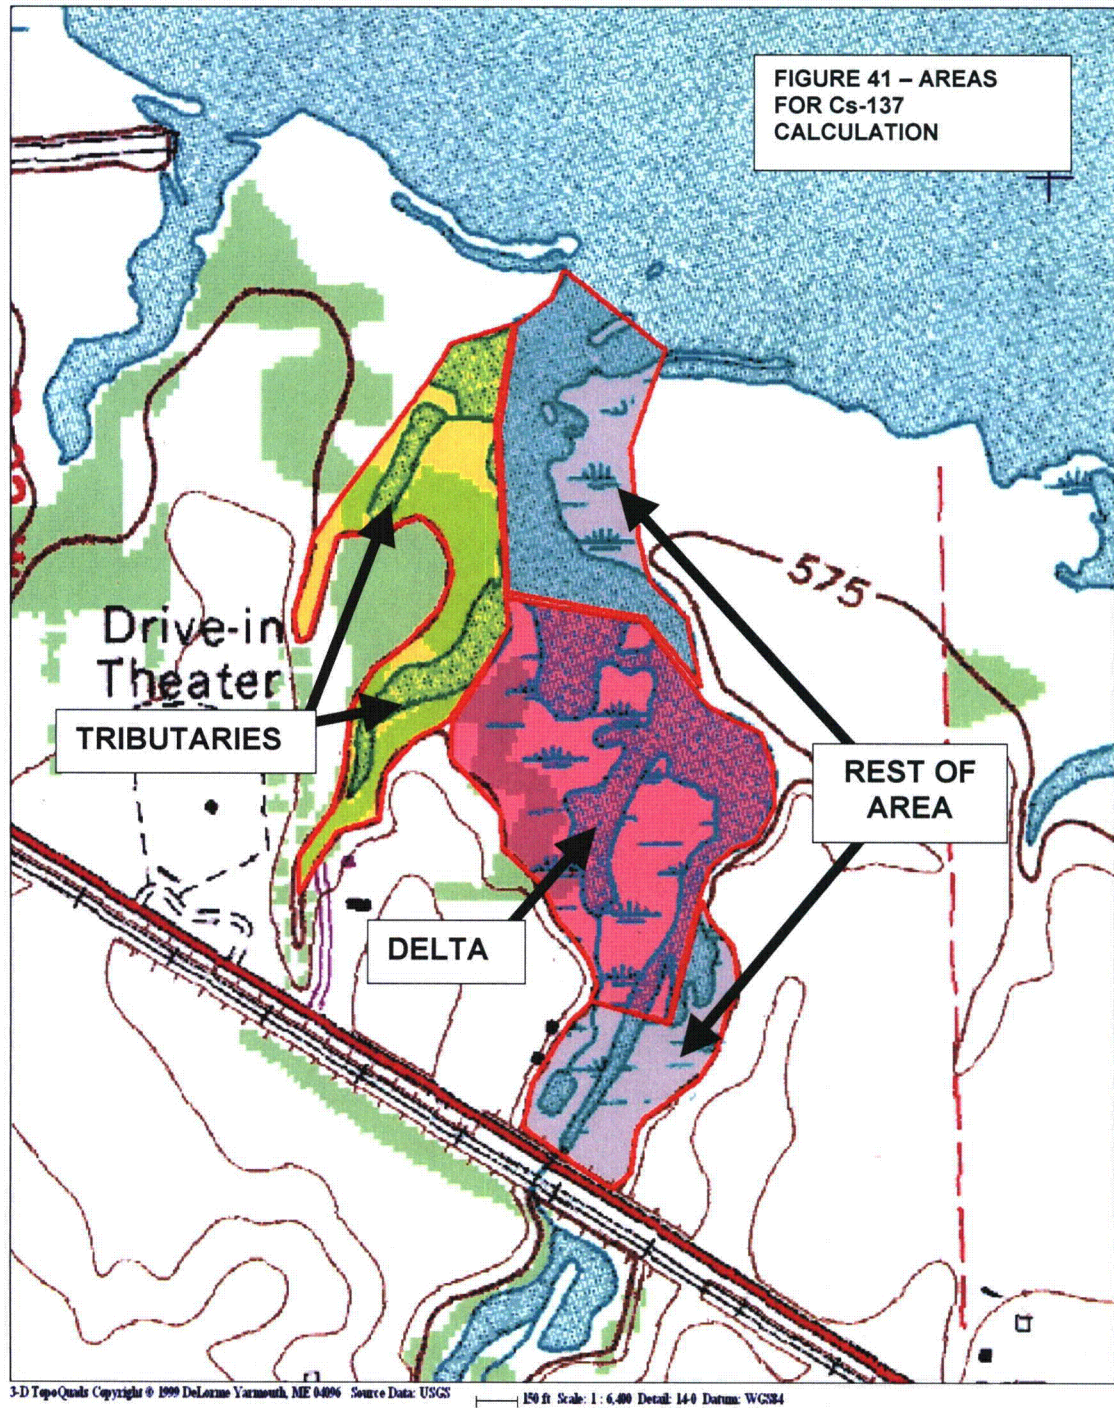 FIGURE 41 – AREAS
FOR Cs-137
CALCULATION
575
Drive-in
Theater
TRIBUTARIES
REST OF
AREA
DELTA
3-D TopoQuads Copyright © 1999 DeLorme Yarmouth, ME 04096 Source Data: USGS
150 ft Scale: 1 : 6,400 Detail: 14-0 Datum: WGS84